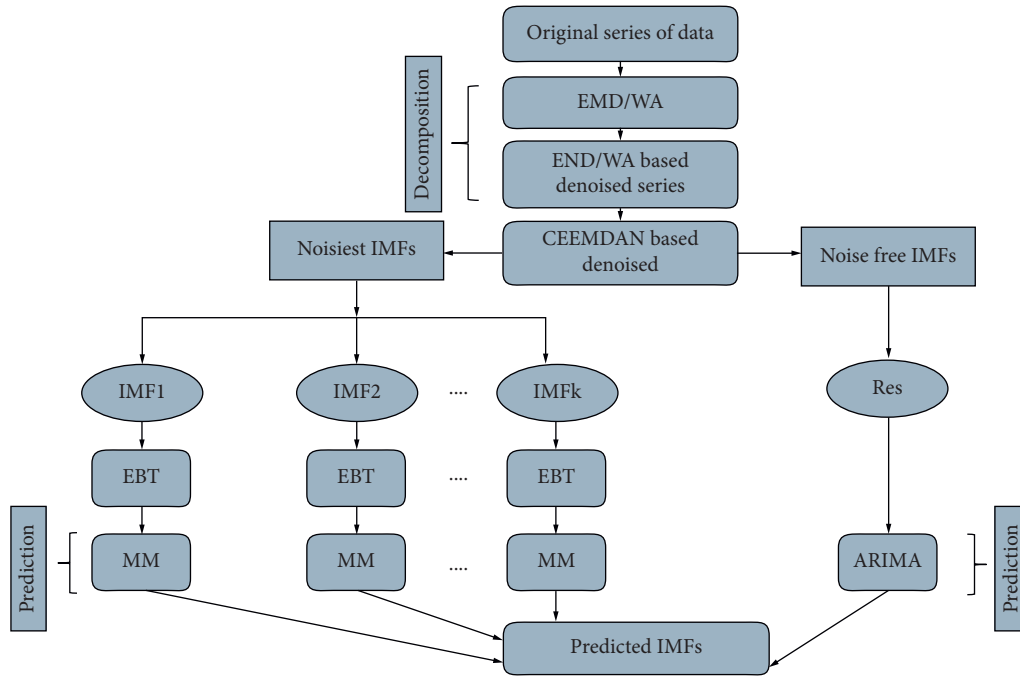 Original series of data
Decomposition
EMD/WA
END/WA based
denoised series
Noisiest IMFs
CEEMDAN based
denoised
Noise free IMFs
IMF1
IMF2
....
IMFk
Res
EBT
EBT
....
EBT
Prediction
MM
MM
....
MM
ARIMA
Prediction
Predicted IMFs